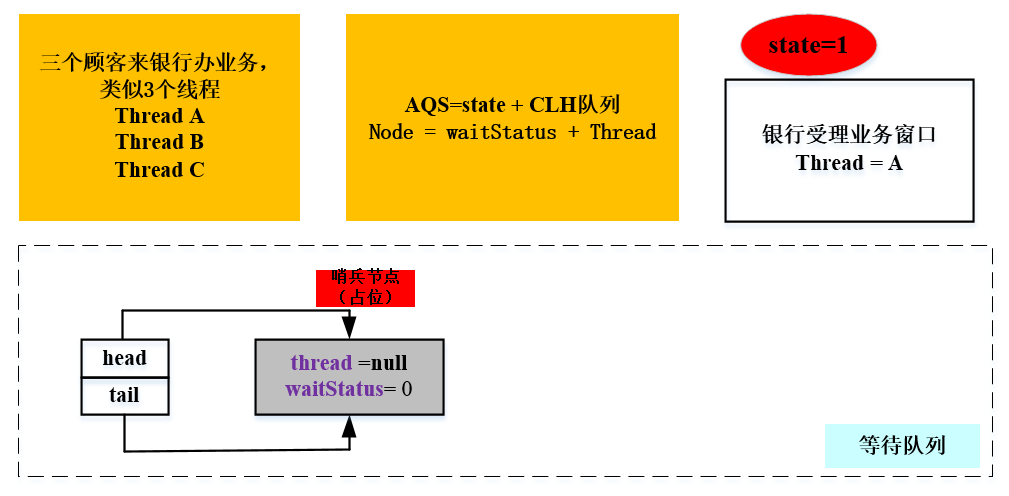 三个顾客来银行办业务，
类似3个线程
Thread A
Thread B
Thread C
AQS=state + CLH队列
Node = waitStatus + Thread
state=1
银行受理业务窗口
Thread = A
哨兵节点
（占位）
head
tail
thread =null
waitStatus= 0
等待队列